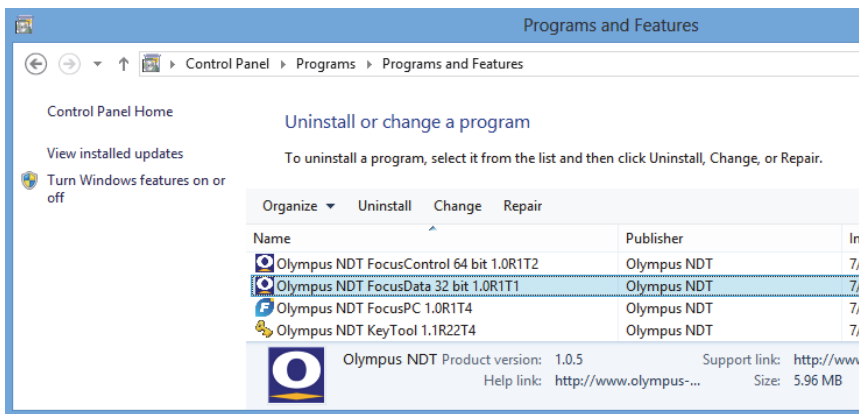 Programs and Features
Control Panel Programs Programs and Features
Control Panel Home
Uninstall or change a program
View installed updates
To uninstall a program, select it from the list and then click Uninstall, Change, or Repair.
Turn Windows features on or
off
Organize Uninstall Change Repair
Name Publisher
Olympus NDT FocusControl 64 bit 1.0R1T2 Olympus NDT 7/
Olympus NDT FocusData 32 bit 1.0R1T1 Olympus NDT 7/
Olympus NDT FocusPC 1.0R1T4 Olympus NDT 7/
Olympus NDT KeyTool 1.1R22T4 Olympus NDT 7/
Olympus NDT Product version: 1.0.5 Support link: http://www
Help link: http://www.olympus-... Size: 5.96 MB